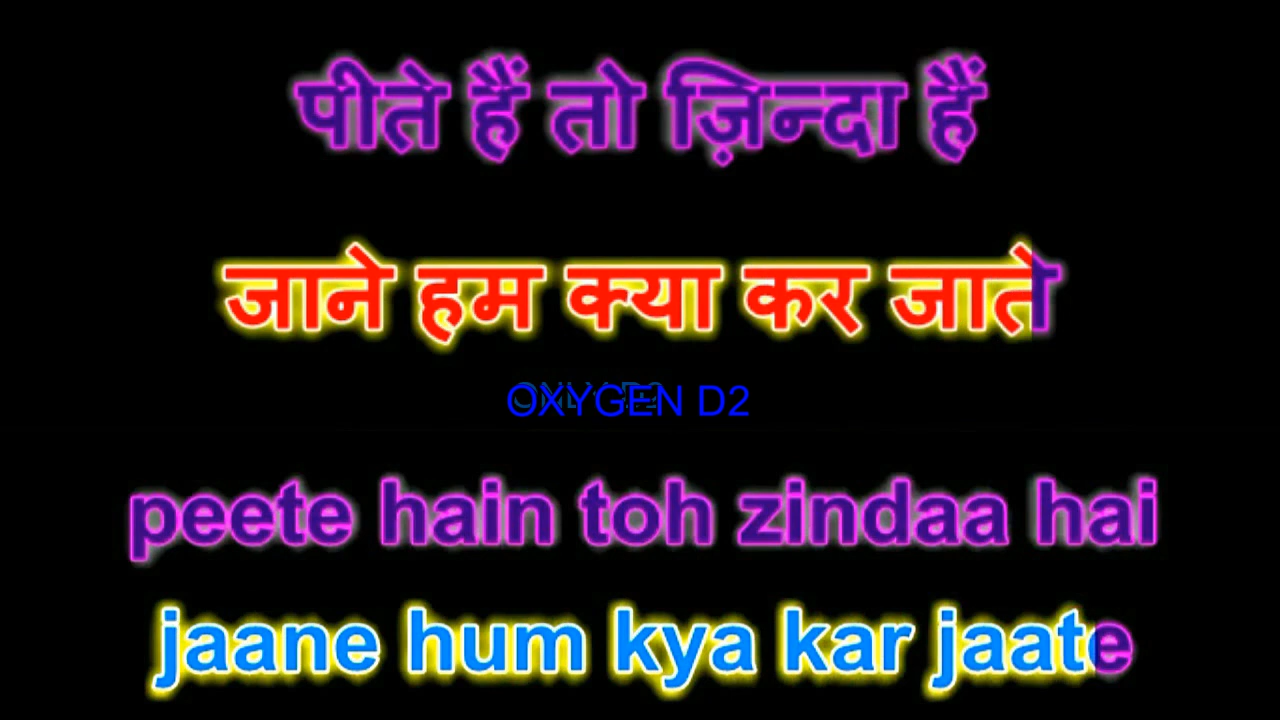 पीते हैं तो ज़िन्दा हैं
जाने हम क्या कर जाते
OXYGEN D2
peete hain toh zindaa hai
jaane hum kya kar jaate